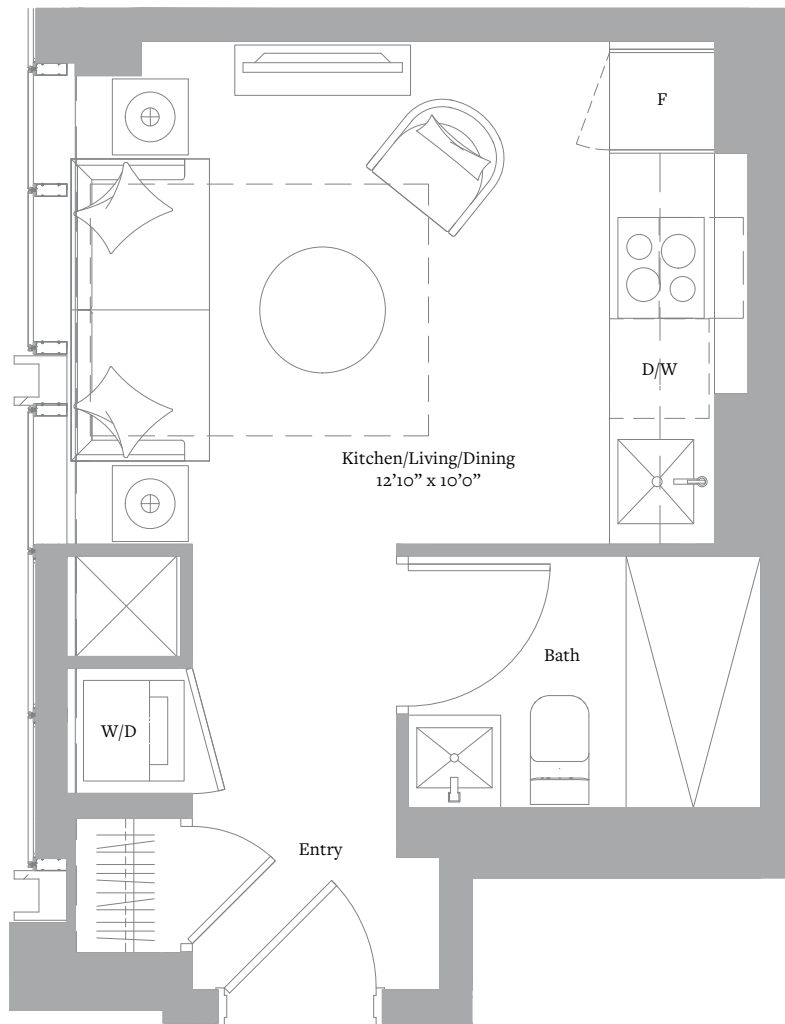 F
D/W
Kitchen/Living/Dining
12’10” x 10’0”
Bath
W/D
Entry